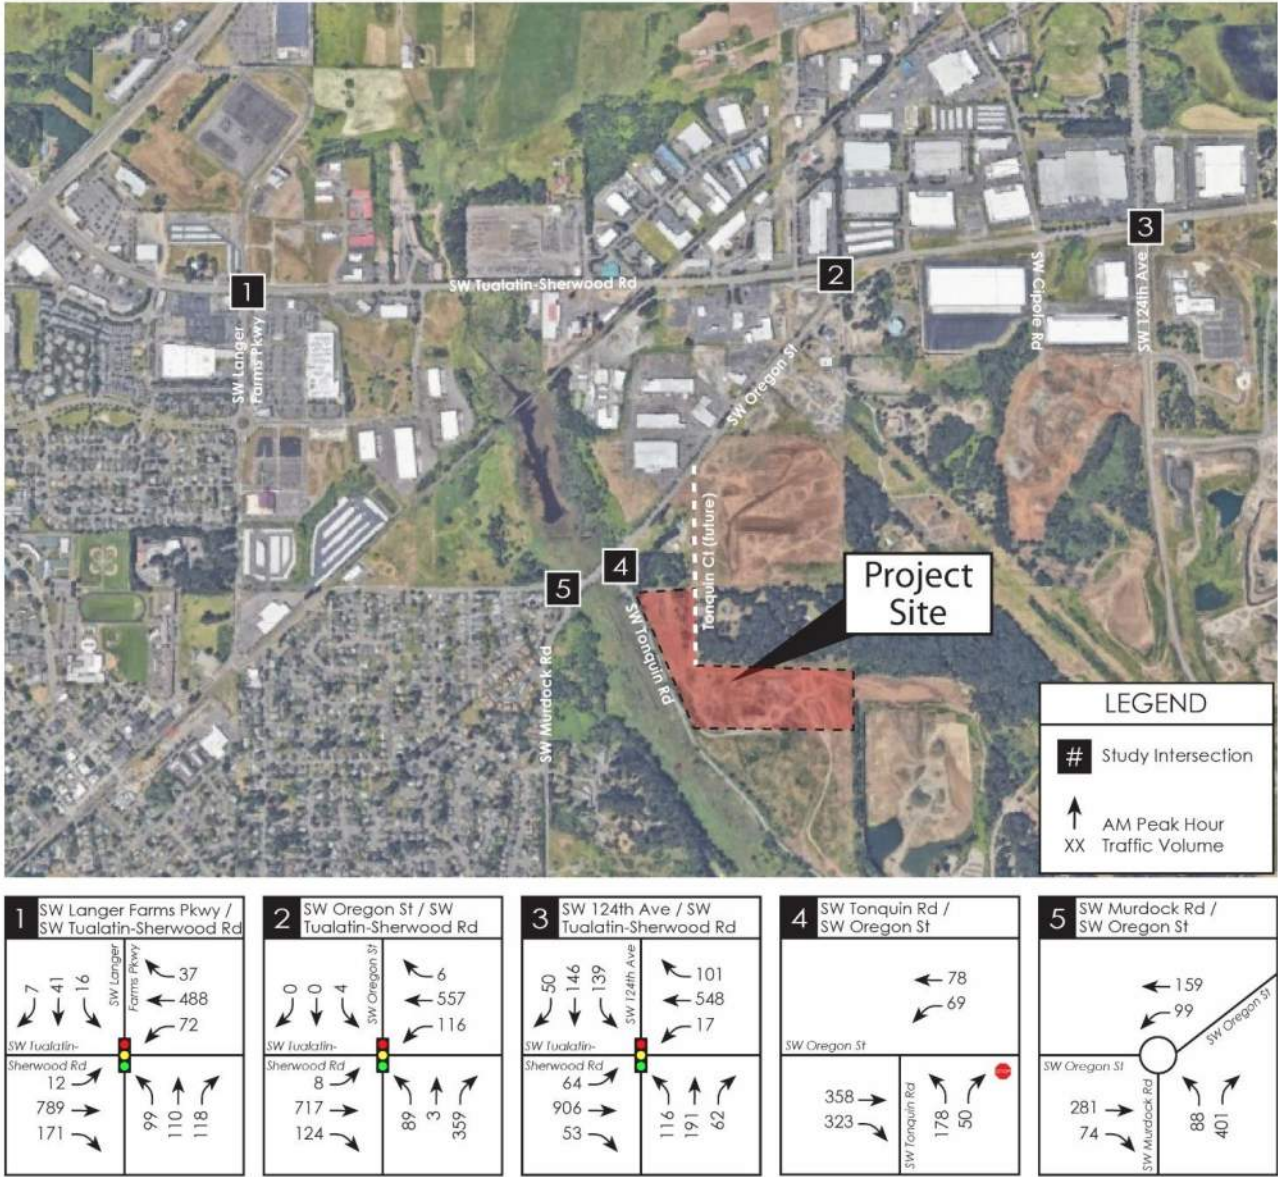 3
2
SW Tualatin-Sherwood Rd
1
SW Langer
Farms Pkwy
SW Cipole Rd
SW 124th Ave
SW Oregon St
Tonquin Ct (future)
4
5
Project
Site
SW Tonquin Rd
SW Murdock Rd
LEGEND
# Study Intersection
AM Peak Hour
XX Traffic Volume
1 SW Langer Farms Pkwy /
SW Tualatin-Sherwood Rd
SW Langer
Farms Pkwy
7 41 16
37
488
72
SW Tualatin-
Sherwood Rd
12
789
171
99 110 118
2 SW Oregon St / SW
Tualatin-Sherwood Rd
SW Oregon St
0 0 4
6
557
116
SW Tualatin-
Sherwood Rd
8
717
124
89 3 359
3 SW 124th Ave / SW
Tualatin-Sherwood Rd
SW 124th Ave
50 146 139
101
548
17
SW Tualatin-
Sherwood Rd
64
906
53
116 191 62
4 SW Tonquin Rd /
SW Oregon St
78
69
SW Oregon St
358
323
SW Tonquin Rd
178 50
STOP
5 SW Murdock Rd /
SW Oregon St
159
99
SW Oregon St
SW Oregon St
281
74
SW Murdock Rd
88 401